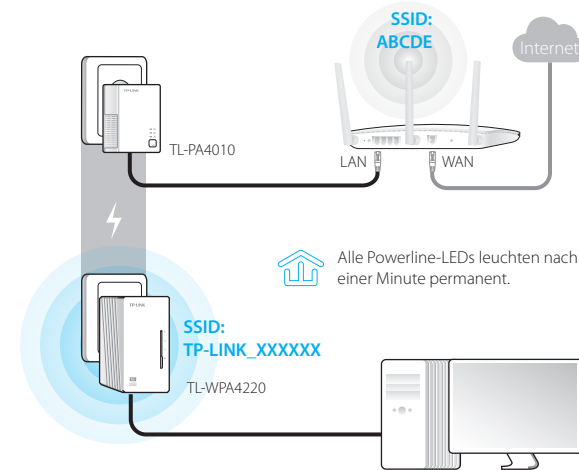 SSID:
ABCDE
Internet
TP-LINK
TL-PA4010
LAN
WAN
Alle Powerline-LEDs leuchten nach
einer Minute permanent.
TP-LINK
SSID:
TP-LINK_XXXXXX
TL-WPA4220